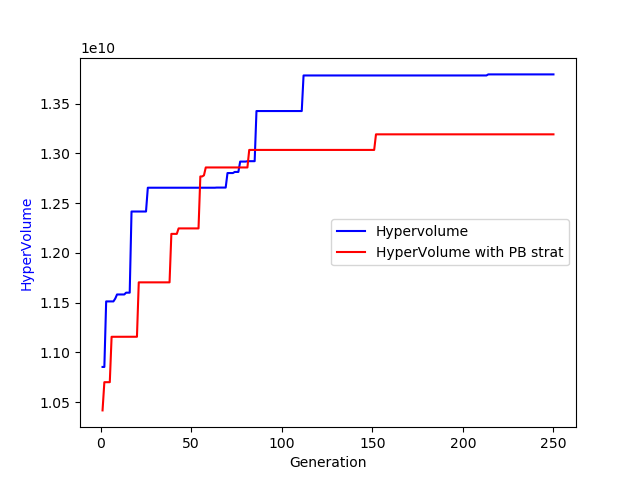 1e10
1.35
1.30
1.25
1.20
1.15
1.10
1.05
HyperVolume
Hypervolume
HyperVolume with PB strat
0 50 100 150 200 250
Generation